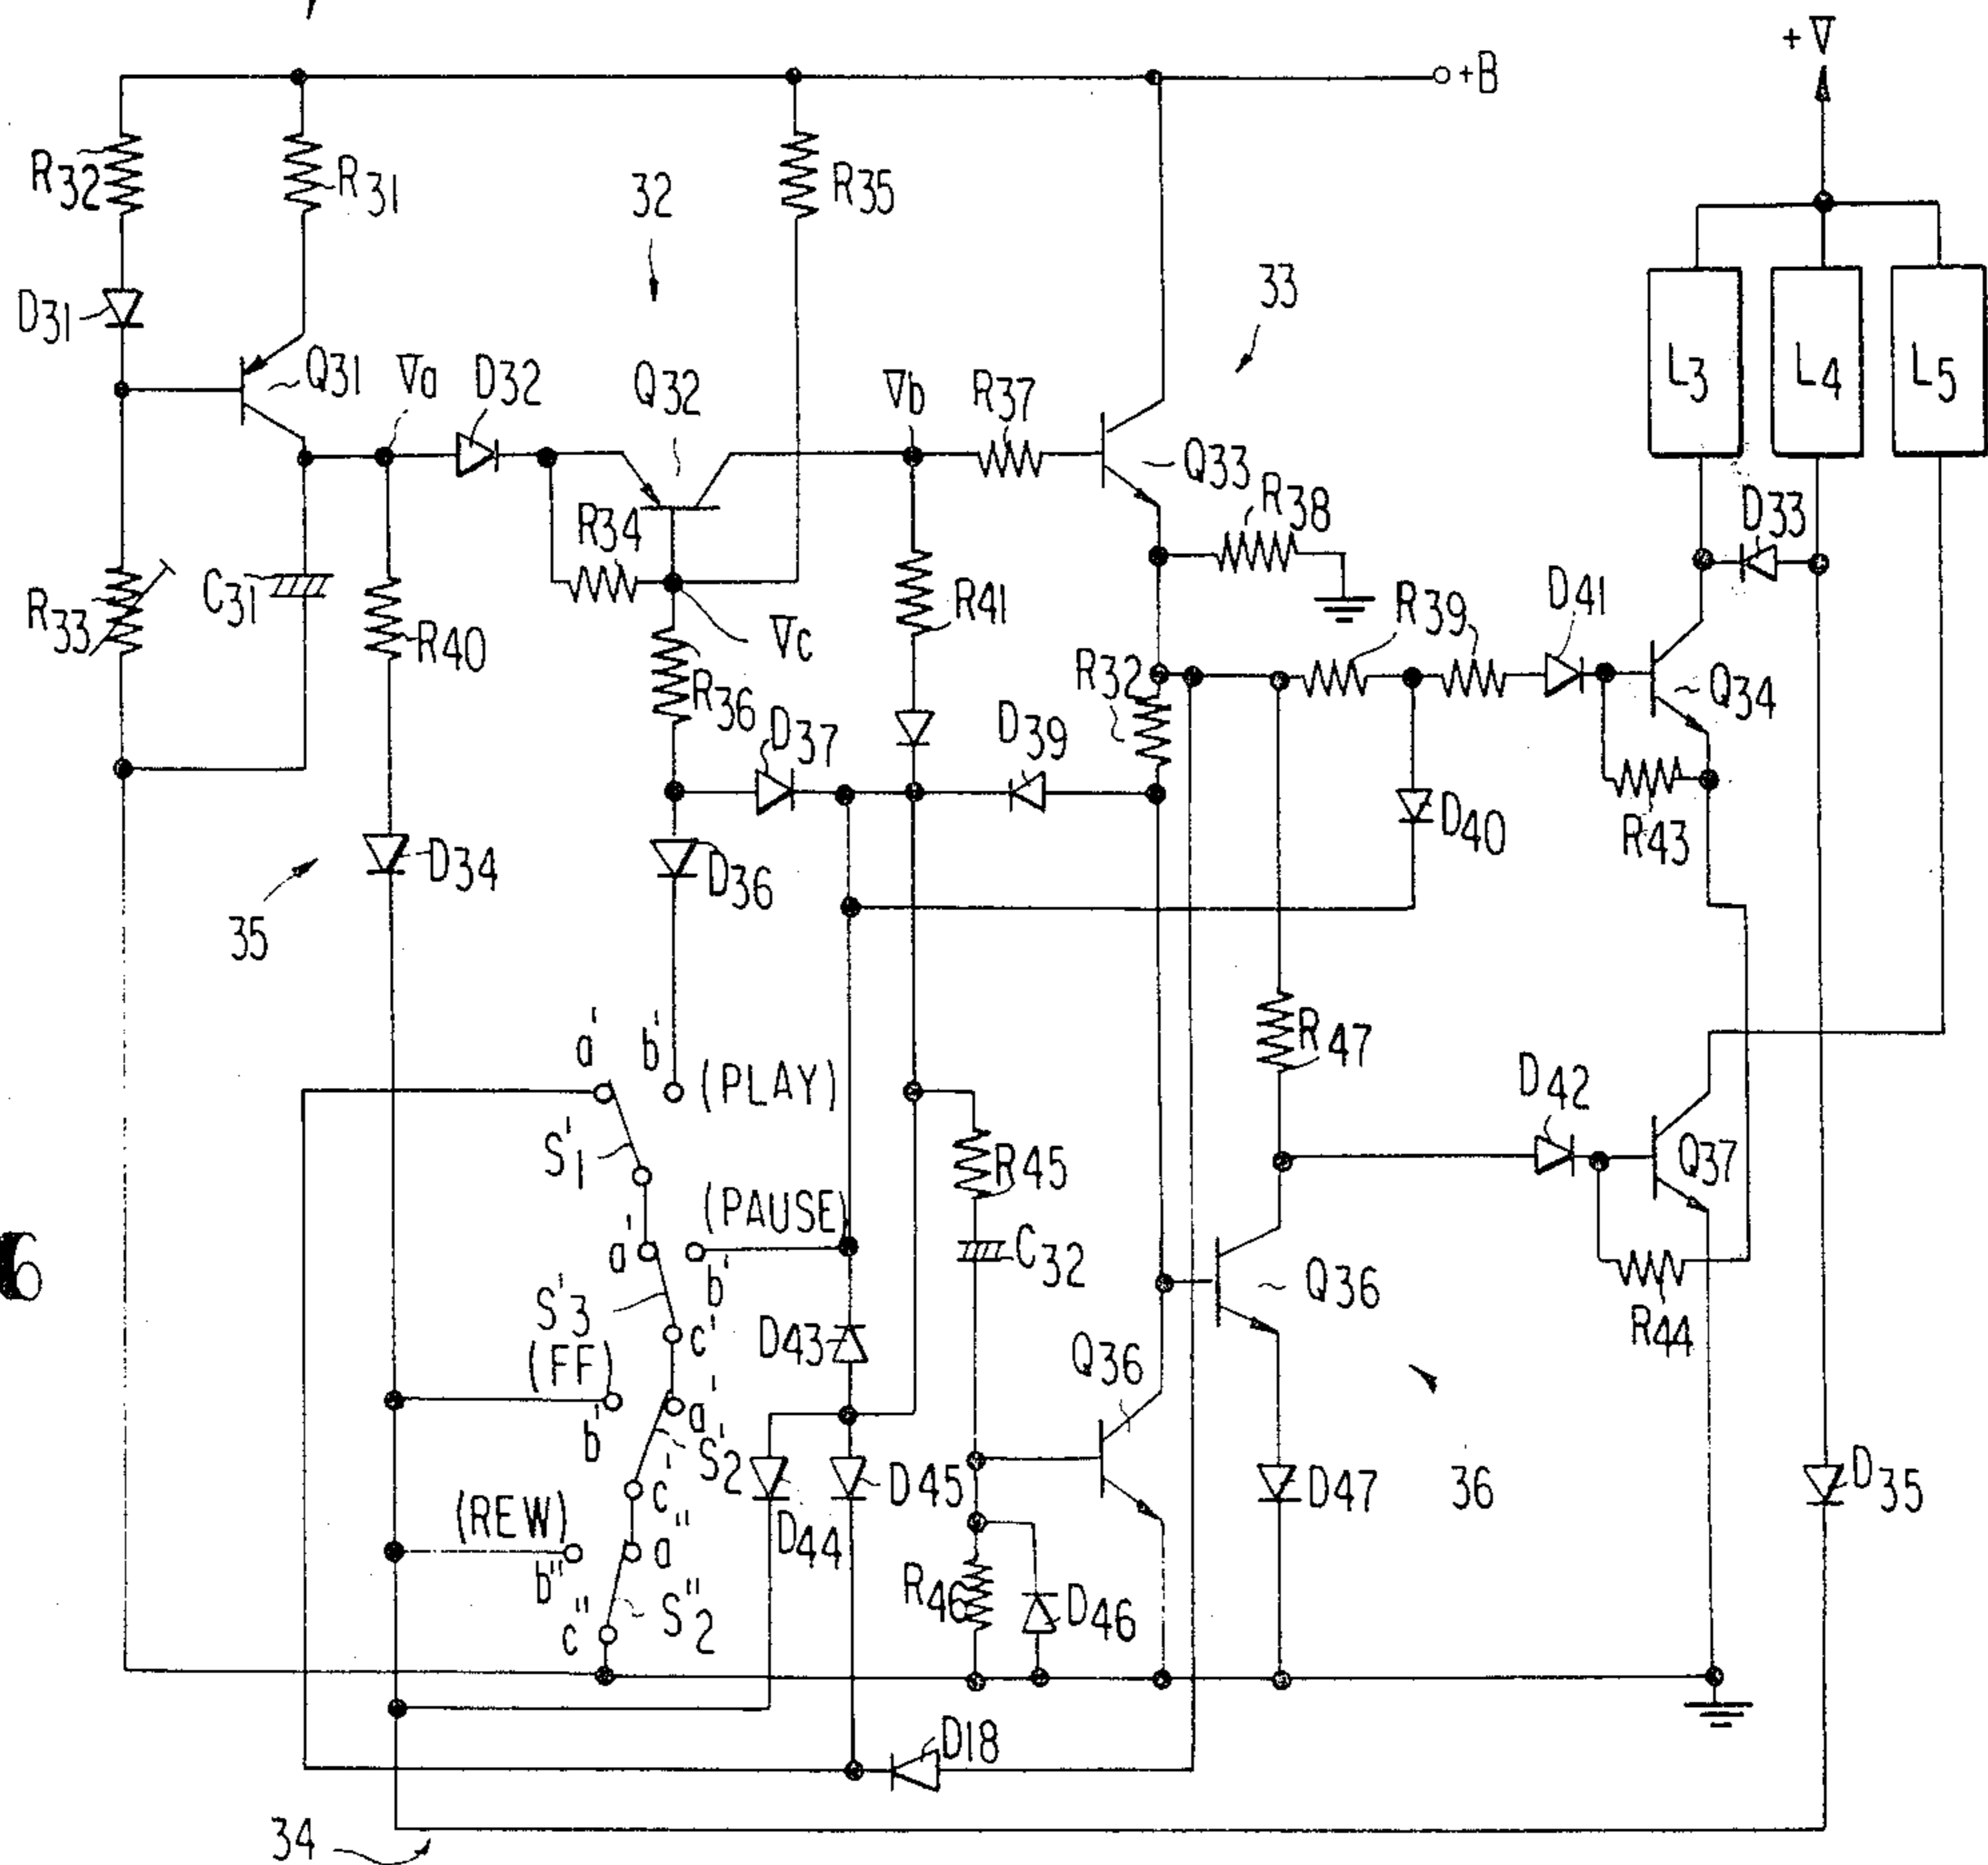 +V
+B
R32
R31
32
R35
33
D31
Q31
Va
D32
Q32
Vb
R37
Q33
L3
L4
L5
R38
D33
R34
R33
C31
R40
Vc
R41
R39
D41
R32
Q34
R36
D37
D39
D40
R43
35
D34
D36
a'
b'
(PLAY)
R47
D42
S'1
R45
Q37
(PAUSE)
a'
b'
C32
Q36
6
S'3
(FF)
c'
D43
Q36
R44
b'
a'
S'2
c'
D45
D47
36
D35
(REW)
a"
D44
b"
R46
D46
S"2
c"
D18
34